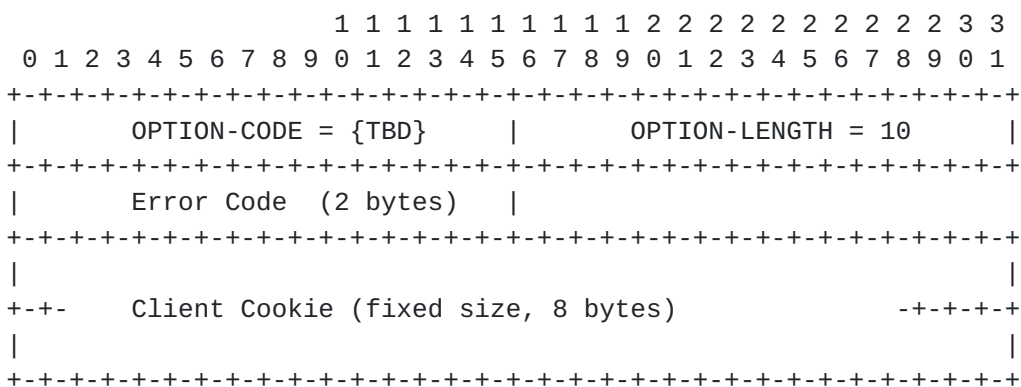 1 1 1 1 1 1 1 1 1 1 2 2 2 2 2 2 2 2 2 2 3 3
 0 1 2 3 4 5 6 7 8 9 0 1 2 3 4 5 6 7 8 9 0 1 2 3 4 5 6 7 8 9 0 1
+-+-+-+-+-+-+-+-+-+-+-+-+-+-+-+-+-+-+-+-+-+-+-+-+-+-+-+-+-+-+-+-+
|       OPTION-CODE = {TBD}     |       OPTION-LENGTH = 10      |
+-+-+-+-+-+-+-+-+-+-+-+-+-+-+-+-+-+-+-+-+-+-+-+-+-+-+-+-+-+-+-+-+
|       Error Code  (2 bytes)   |
+-+-+-+-+-+-+-+-+-+-+-+-+-+-+-+-+-+-+-+-+-+-+-+-+-+-+-+-+-+-+-+-+
|                                                               |
+-+-    Client Cookie (fixed size, 8 bytes)              -+-+-+-+
|                                                               |
+-+-+-+-+-+-+-+-+-+-+-+-+-+-+-+-+-+-+-+-+-+-+-+-+-+-+-+-+-+-+-+-+